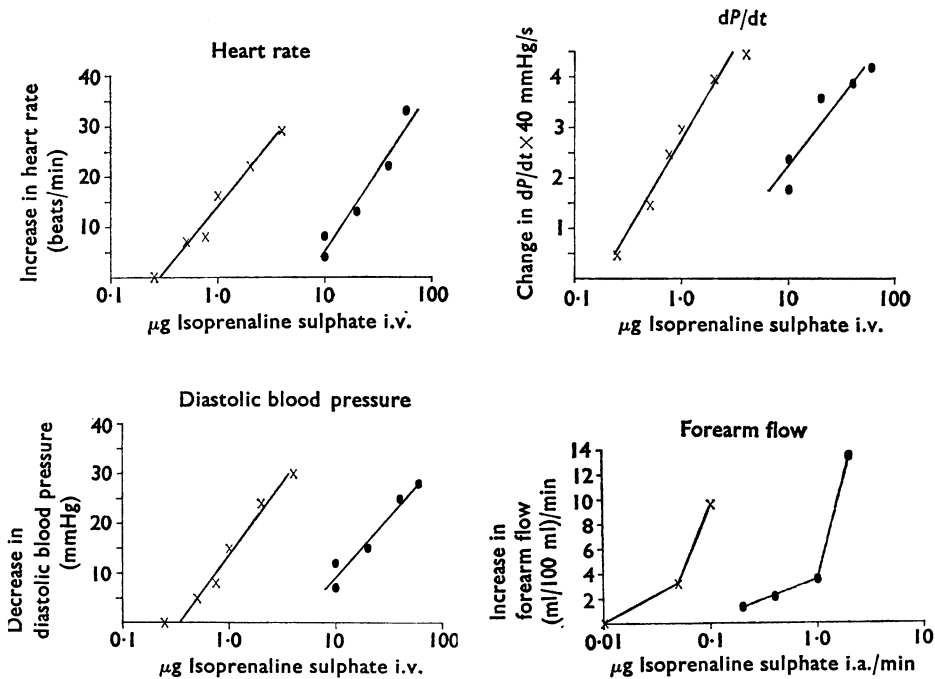 Heart rate
40
30
20
10
Increase in heart rate
(beats/min)
0·1 1·0 10 100
μg Isoprenaline sulphate i.v.
dP/dt
4
3
2
1
Change in dP/dt × 40 mmHg/s
0·1 1·0 10 100
μg Isoprenaline sulphate i.v.
Diastolic blood pressure
40
30
20
10
Decrease in
diastolic blood pressure
(mmHg)
0·1 1·0 10 100
μg Isoprenaline sulphate i.v.
Forearm flow
14
12
10
8
6
4
2
Increase in
forearm flow
(ml/100 ml)/min
0·01 0·1 1·0 10
μg Isoprenaline sulphate i.a./min